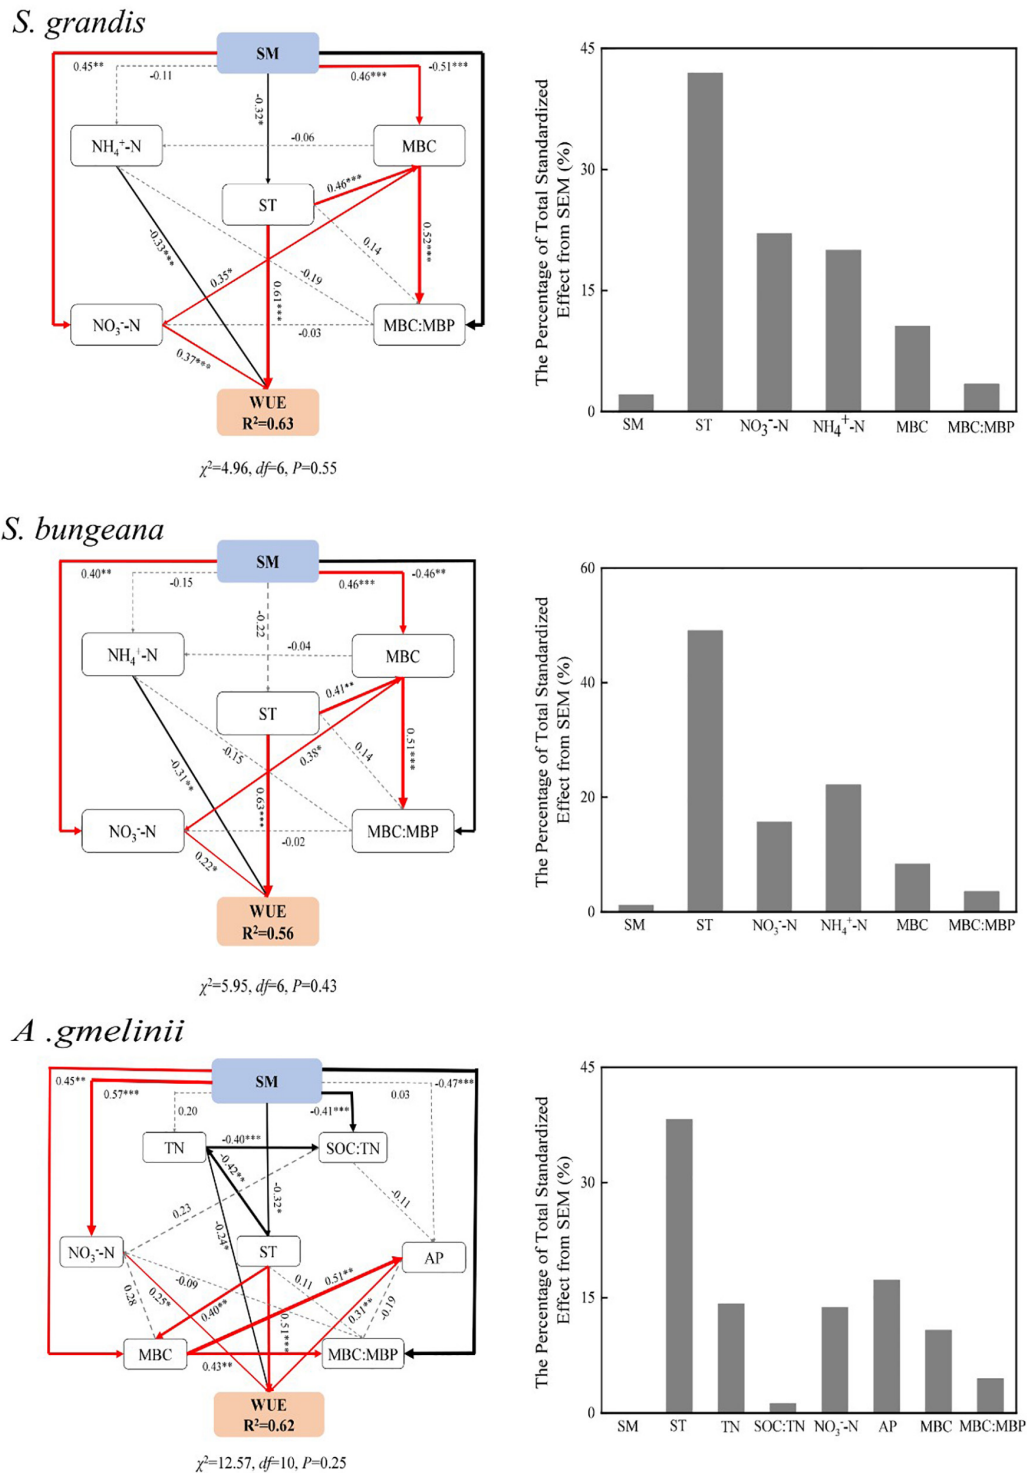 S. grandis
SM
0.45**
-0.11
0.46***
-0.51***
-0.32*
NH4+-N
-0.06
MBC
ST
0.46***
-0.33***
0.35*
-0.19
0.14
0.52***
0.61***
NO3--N
-0.03
MBC:MBP
0.37***
WUE
R²=0.63
χ²=4.96, df=6, P=0.55
The Percentage of Total Standardized
Effect from SEM (%)
45
30
15
0
SM ST NO3--N NH4+-N MBC MBC:MBP
S. bungeana
SM
0.40**
-0.15
0.46***
-0.46**
-0.22
NH4+-N
-0.04
MBC
ST
0.41**
-0.31**
-0.15
0.38*
0.14
0.51***
0.63***
NO3--N
-0.02
MBC:MBP
0.22*
WUE
R²=0.56
χ²=5.95, df=6, P=0.43
The Percentage of Total Standardized
Effect from SEM (%)
60
40
20
0
SM ST NO3--N NH4+-N MBC MBC:MBP
A .gmelinii
SM
0.45**
0.57***
0.20
-0.41***
0.03
-0.47***
TN
-0.40***
SOC:TN
-0.42**
-0.32*
-0.11
0.23
-0.24*
NO3--N
ST
AP
-0.09
0.11
0.51**
0.28
0.25*
0.40**
0.31**
-0.19
0.51***
MBC
0.43**
MBC:MBP
WUE
R²=0.62
χ²=12.57, df=10, P=0.25
The Percentage of Total Standardized
Effect from SEM (%)
45
30
15
0
SM ST TN SOC:TN NO3--N AP MBC MBC:MBP